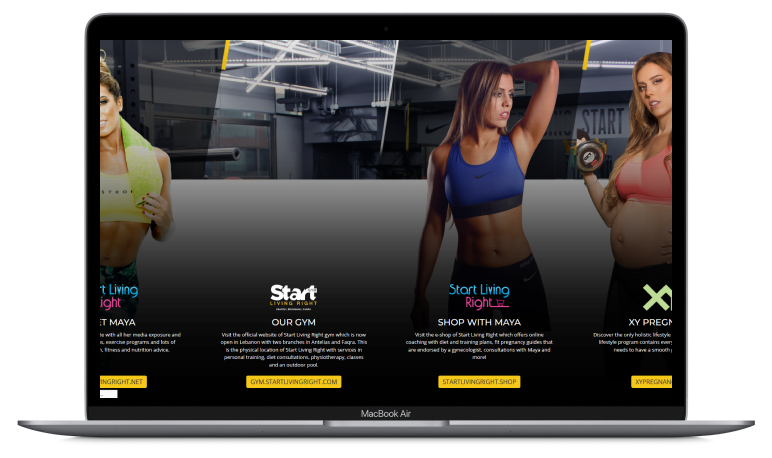 START
STROE
rt Living
ight
ET MAYA
te with all her media exposure and
s, exercise programs and lots of
n, fitness and nutrition advice.
INGRIGHT.NET
Start
LIVING RIGHT
OUR GYM
Visit the official website of Start Living Right gym which is now
open in Lebanon with two branches in Antelias and Faqra. This
is the physical location of Start Living Right with services in
personal training, diet consultations, physiotherapy, classes
and an outdoor pool.
GYM.STARTLIVINGRIGHT.COM
Start Living
Right
SHOP WITH MAYA
Visit the e-shop of Start Living Right which offers online
coaching with diet and training plans, fit pregnancy guides that
are endorsed by a gynecologist, consultations with Maya and
more!
STARTLIVINGRIGHT.SHOP
XY PREGN
Discover the only holistic lifestyle
lifestyle program contains every
needs to have a smooth
XYPREGNAN
MacBook Air